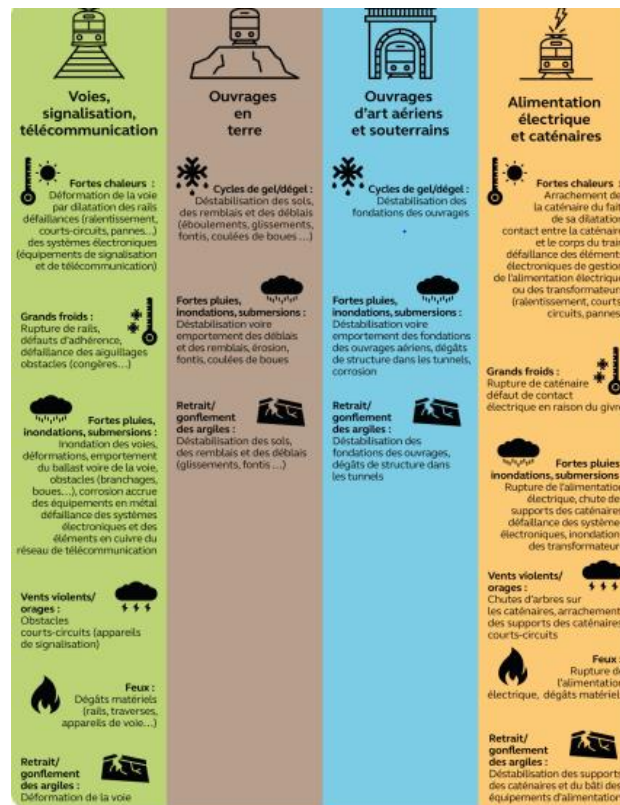 Voies,
signalisation,
télécommunication
Fortes chaleurs :
Déformation de la voie
par dilatation des rails
défaillances (ralentissement,
courts-circuits, pannes...)
des systèmes électroniques
(équipements de signalisation
et de télécommunication)
Grands froids :
Rupture de rails,
défauts d'adhérence,
défaillance des aiguillages
obstacles (congères...)
Fortes pluies,
inondations, submersions :
Inondation des voies,
déformations, emportement
du ballast voire de la voie,
obstacles (branchages,
boues...), corrosion accrue
des équipements en métal
défaillance des systèmes
électroniques et des
éléments en cuivre du
réseau de télécommunication
Vents violents/
orages :
Obstacles
courts-circuits (appareils
de signalisation)
Feux :
Dégâts matériels
(rails, traverses,
appareils de voie...)
Retrait/
gonflement
des argiles :
Déformation de la voie
Ouvrages
en
terre
Cycles de gel/dégel :
Déstabilisation des sols,
des remblais et des déblais
(éboulements, glissements,
fontis, coulées de boues ...)
Fortes pluies,
inondations, submersions :
Déstabilisation voire
emportement des déblais
et des remblais, érosion,
fontis, coulées de boues
Retrait/
gonflement
des argiles :
Déstabilisation des sols,
des remblais et des déblais
(glissements, fontis ...)
Ouvrages
d'art aériens
et souterrains
Cycles de gel/dégel :
Déstabilisation des
fondations des ouvrages
Fortes pluies,
inondations, submersions :
Déstabilisation voire
emportement des fondations
des ouvrages aériens, dégâts
de structure dans les tunnels,
corrosion
Retrait/
gonflement
des argiles :
Déstabilisation des
fondations des ouvrages,
dégâts de structure dans
les tunnels
Alimentation
électrique
et caténaires
Fortes chaleurs :
Arrachement de
la caténaire du fait
de sa dilatation
contact entre la caténaire
et le corps du train
défaillance des éléments
électroniques de gestion
de l'alimentation électrique
ou des transformateur
(ralentissement, courts
circuits, pannes
Grands froids :
Rupture de caténaire
défaut de contact
électrique en raison du givre
Fortes pluies
inondations, submersions
Rupture de l'alimentation
électrique, chute de
supports des caténaires
défaillance des système
électroniques, inondation
des transformateur
Vents violents/
orages :
Chutes d'arbres sur
les caténaires, arrachement
des supports des caténaires
courts-circuits
Feux :
Rupture de
l'alimentation
électrique, dégâts matériel
Retrait/
gonflement
des argiles :
Déstabilisation des supports
des caténaires et du bâti des
équipements d'alimentation